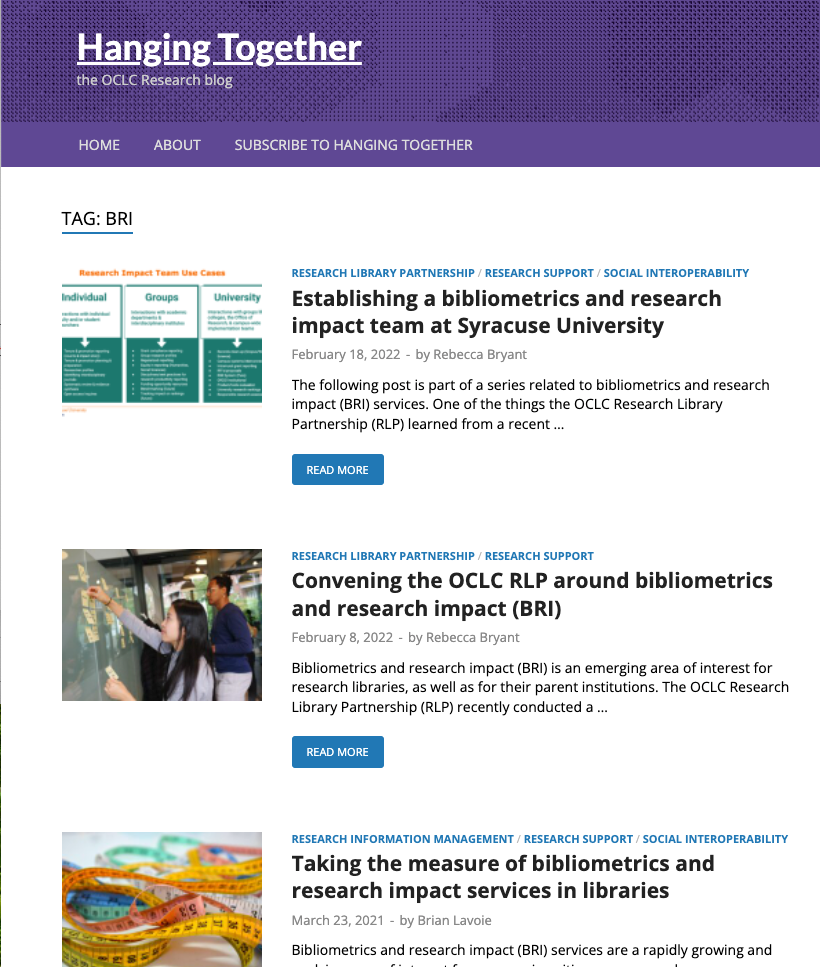 Hanging Together
the OCLC Research blog
HOME ABOUT SUBSCRIBE TO HANGING TOGETHER
TAG: BRI
Research Impact Team Use Cases
Individual Groups University
RESEARCH LIBRARY PARTNERSHIP / RESEARCH SUPPORT / SOCIAL INTEROPERABILITY
Establishing a bibliometrics and research
impact team at Syracuse University
February 18, 2022 - by Rebecca Bryant
The following post is part of a series related to bibliometrics and research
impact (BRI) services. One of the things the OCLC Research Library
Partnership (RLP) learned from a recent …
READ MORE
RESEARCH LIBRARY PARTNERSHIP / RESEARCH SUPPORT
Convening the OCLC RLP around bibliometrics
and research impact (BRI)
February 8, 2022 - by Rebecca Bryant
Bibliometrics and research impact (BRI) is an emerging area of interest for
research libraries, as well as for their parent institutions. The OCLC Research
Library Partnership (RLP) recently conducted a …
READ MORE
RESEARCH INFORMATION MANAGEMENT / RESEARCH SUPPORT / SOCIAL INTEROPERABILITY
Taking the measure of bibliometrics and
research impact services in libraries
March 23, 2021 - by Brian Lavoie
Bibliometrics and research impact (BRI) services are a rapidly growing and